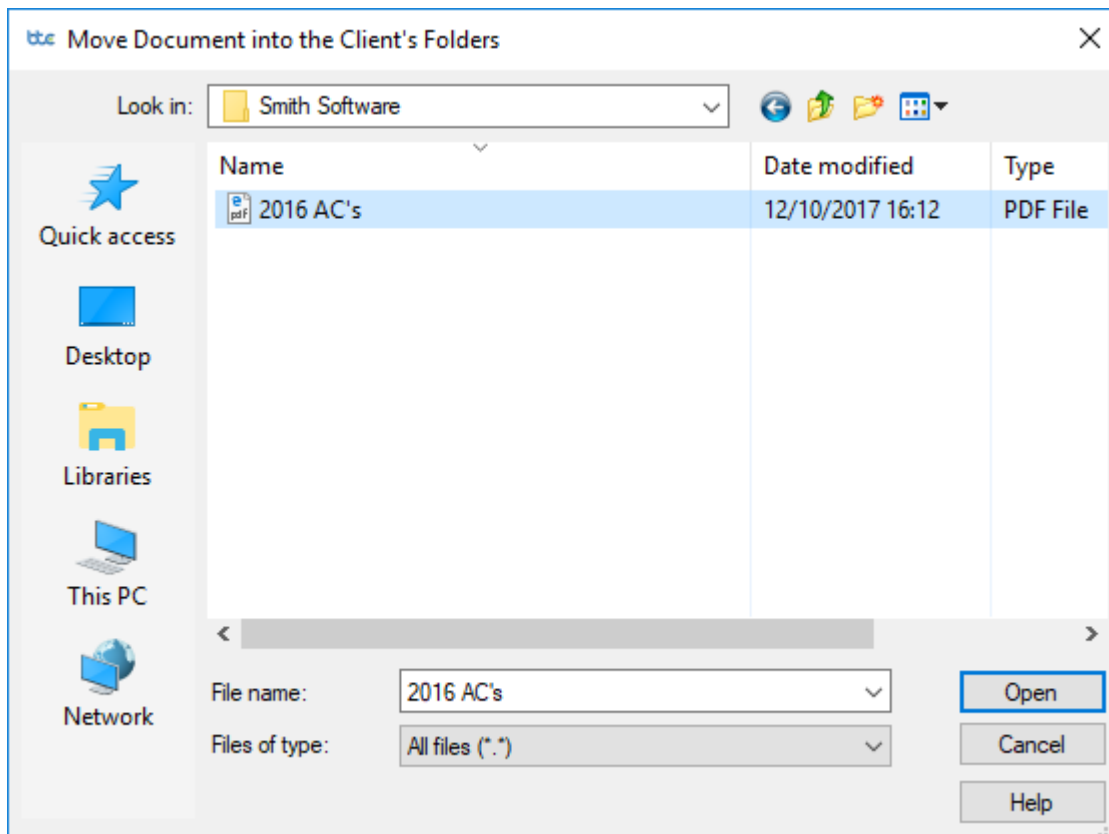 btc Move Document into the Client's Folders
Look in: Smith Software
Name Date modified Type
2016 AC's 12/10/2017 16:12 PDF File
Quick access
Desktop
Libraries
This PC
Network
File name: 2016 AC's Open
Files of type: All files (*.*) Cancel
Help